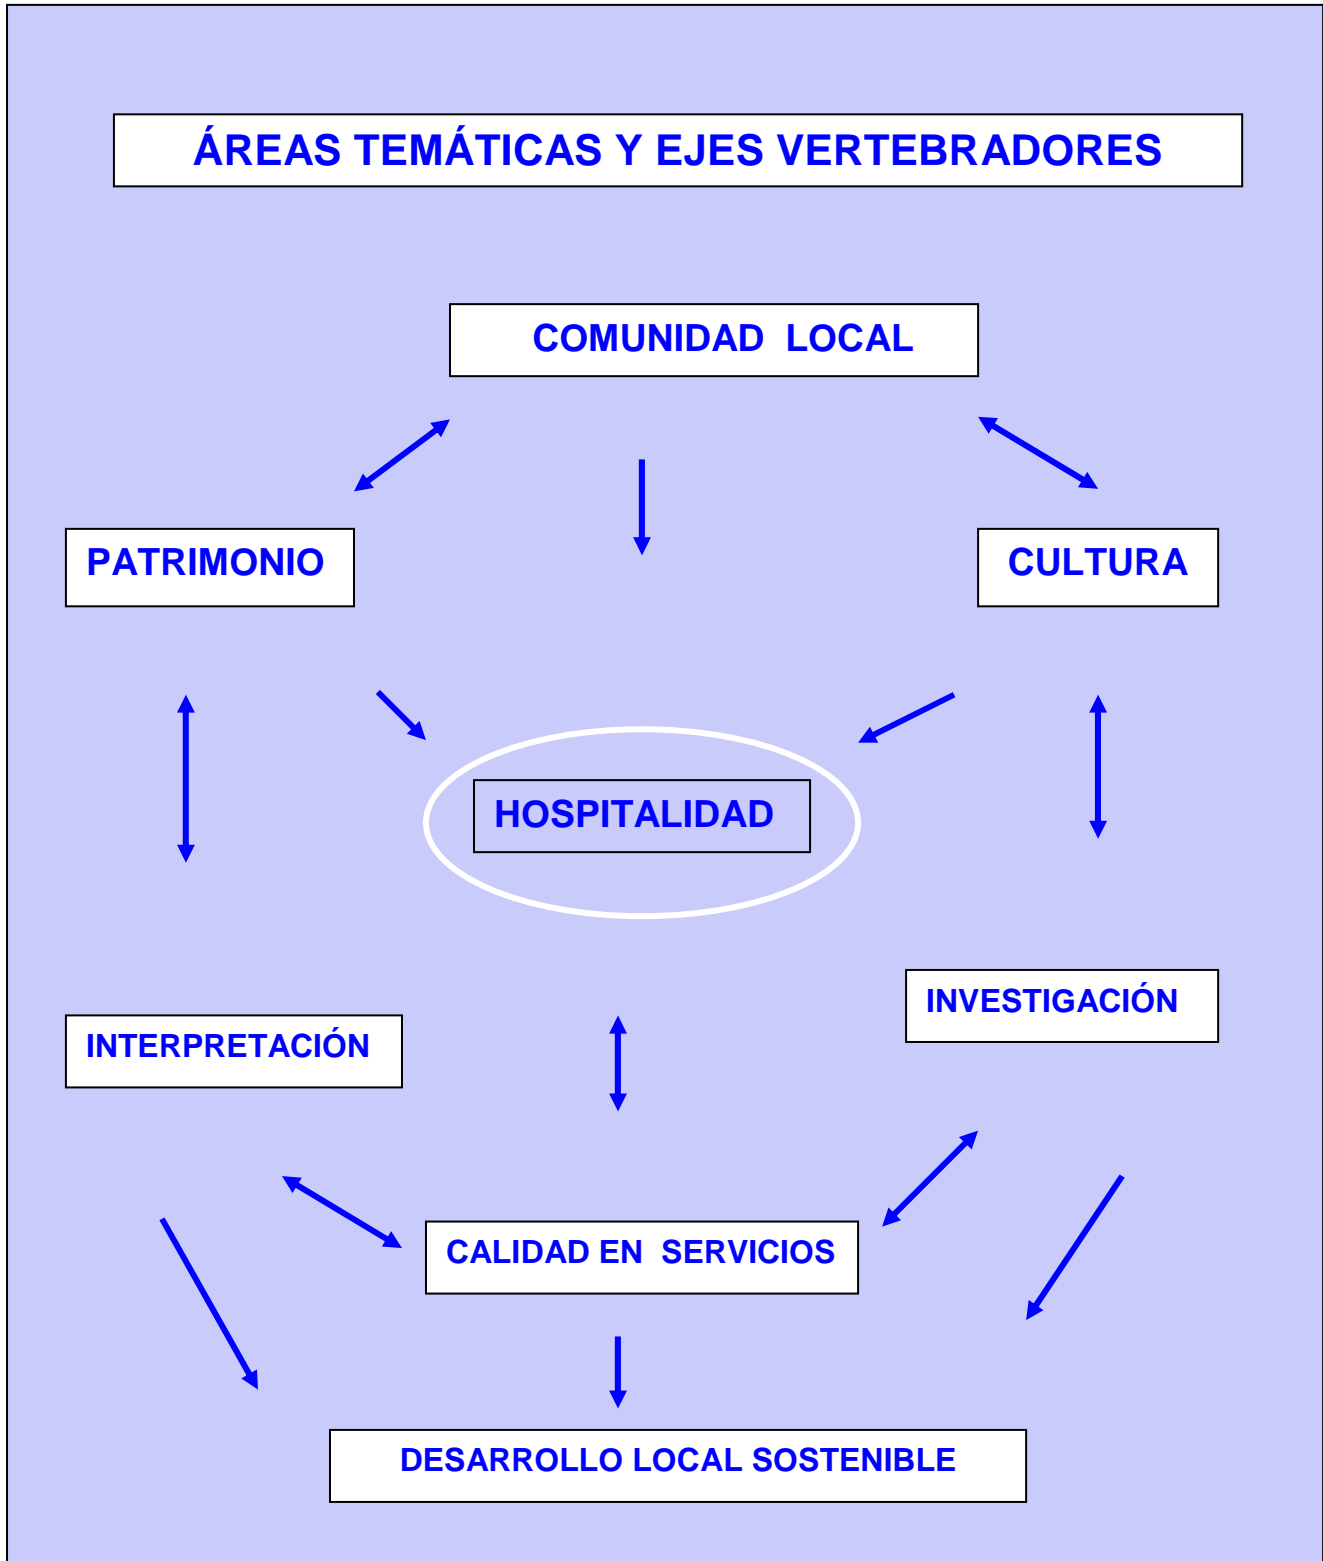 ÁREAS TEMÁTICAS Y EJES VERTEBRADORES
COMUNIDAD LOCAL
PATRIMONIO
CULTURA
HOSPITALIDAD
INVESTIGACIÓN
INTERPRETACIÓN
CALIDAD EN SERVICIOS
DESARROLLO LOCAL SOSTENIBLE